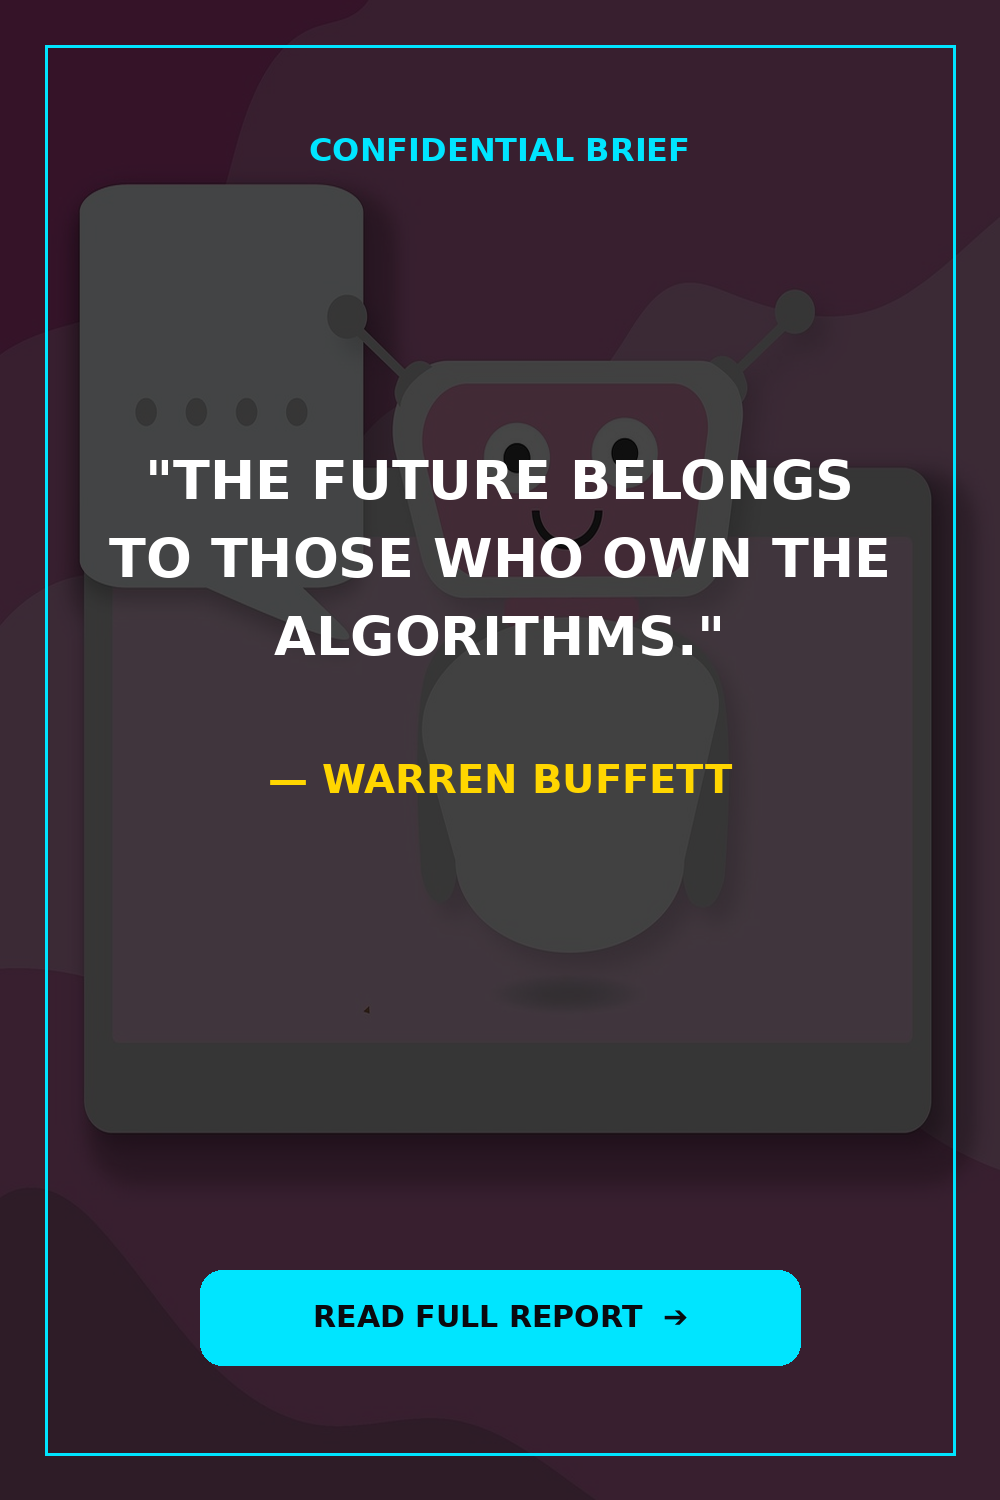 CONFIDENTIAL BRIEF
"THE FUTURE BELONGS
TO THOSE WHO OWN THE
ALGORITHMS."
— WARREN BUFFETT
READ FULL REPORT ➔